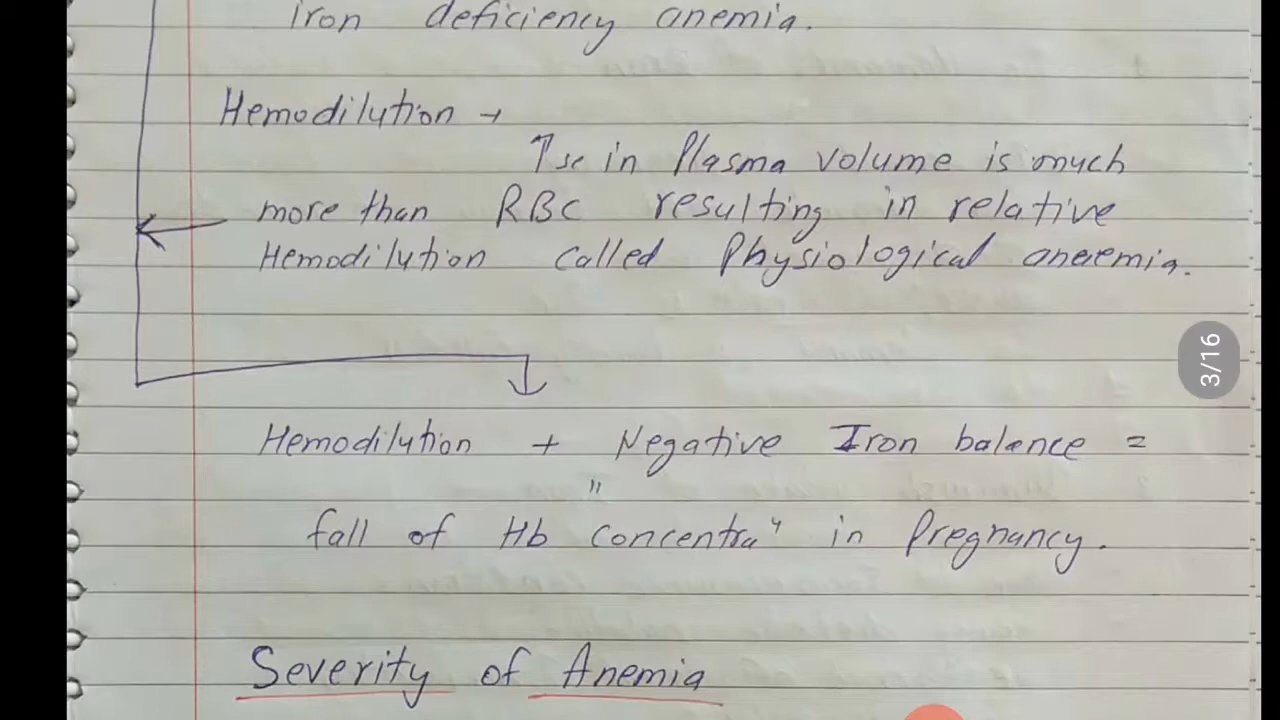 iron deficiency anemia.
Hemodilution →
↑se in Plasma volume is much
more than RBC resulting in relative
Hemodilution called Physiological anaemia.
3/16
Hemodilution + Negative Iron balance =
"
fall of Hb Concentraⁿ in Pregnancy.
Severity of Anemia